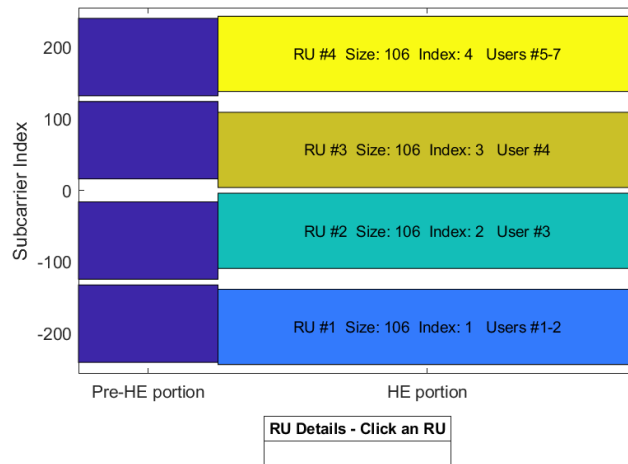 200
RU #4 Size: 106 Index: 4 Users #5-7
100
RU #3 Size: 106 Index: 3 User #4
Subcarrier Index
0
RU #2 Size: 106 Index: 2 User #3
-100
RU #1 Size: 106 Index: 1 Users #1-2
-200
Pre-HE portion HE portion
RU Details - Click an RU